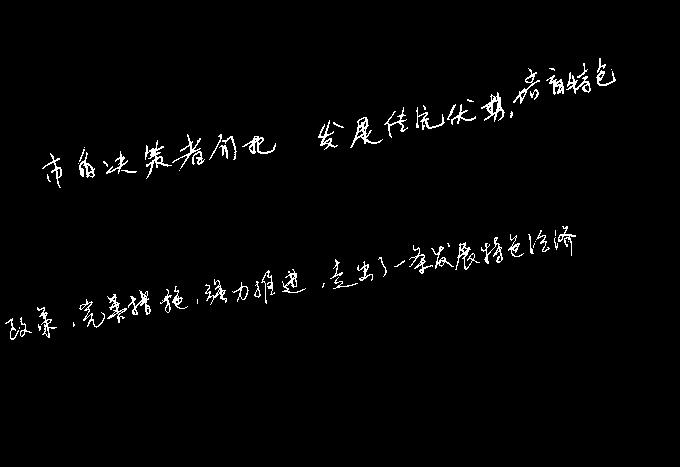 市的决策者们把 发展传统优势,培育特色
政策,完善措施,强力推进,走出了一条发展特色经济